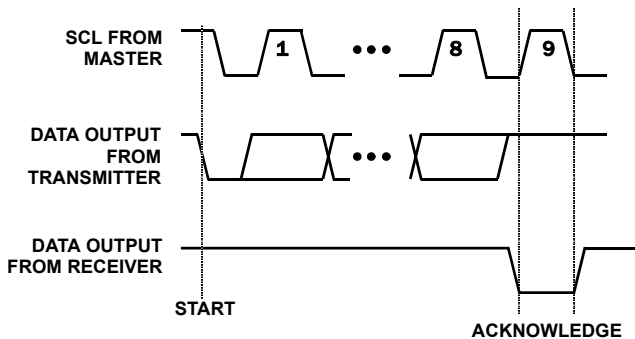 SCL FROM
MASTER
1
8
9
DATA OUTPUT
FROM
TRANSMITTER
DATA OUTPUT
FROM RECEIVER
START
ACKNOWLEDGE